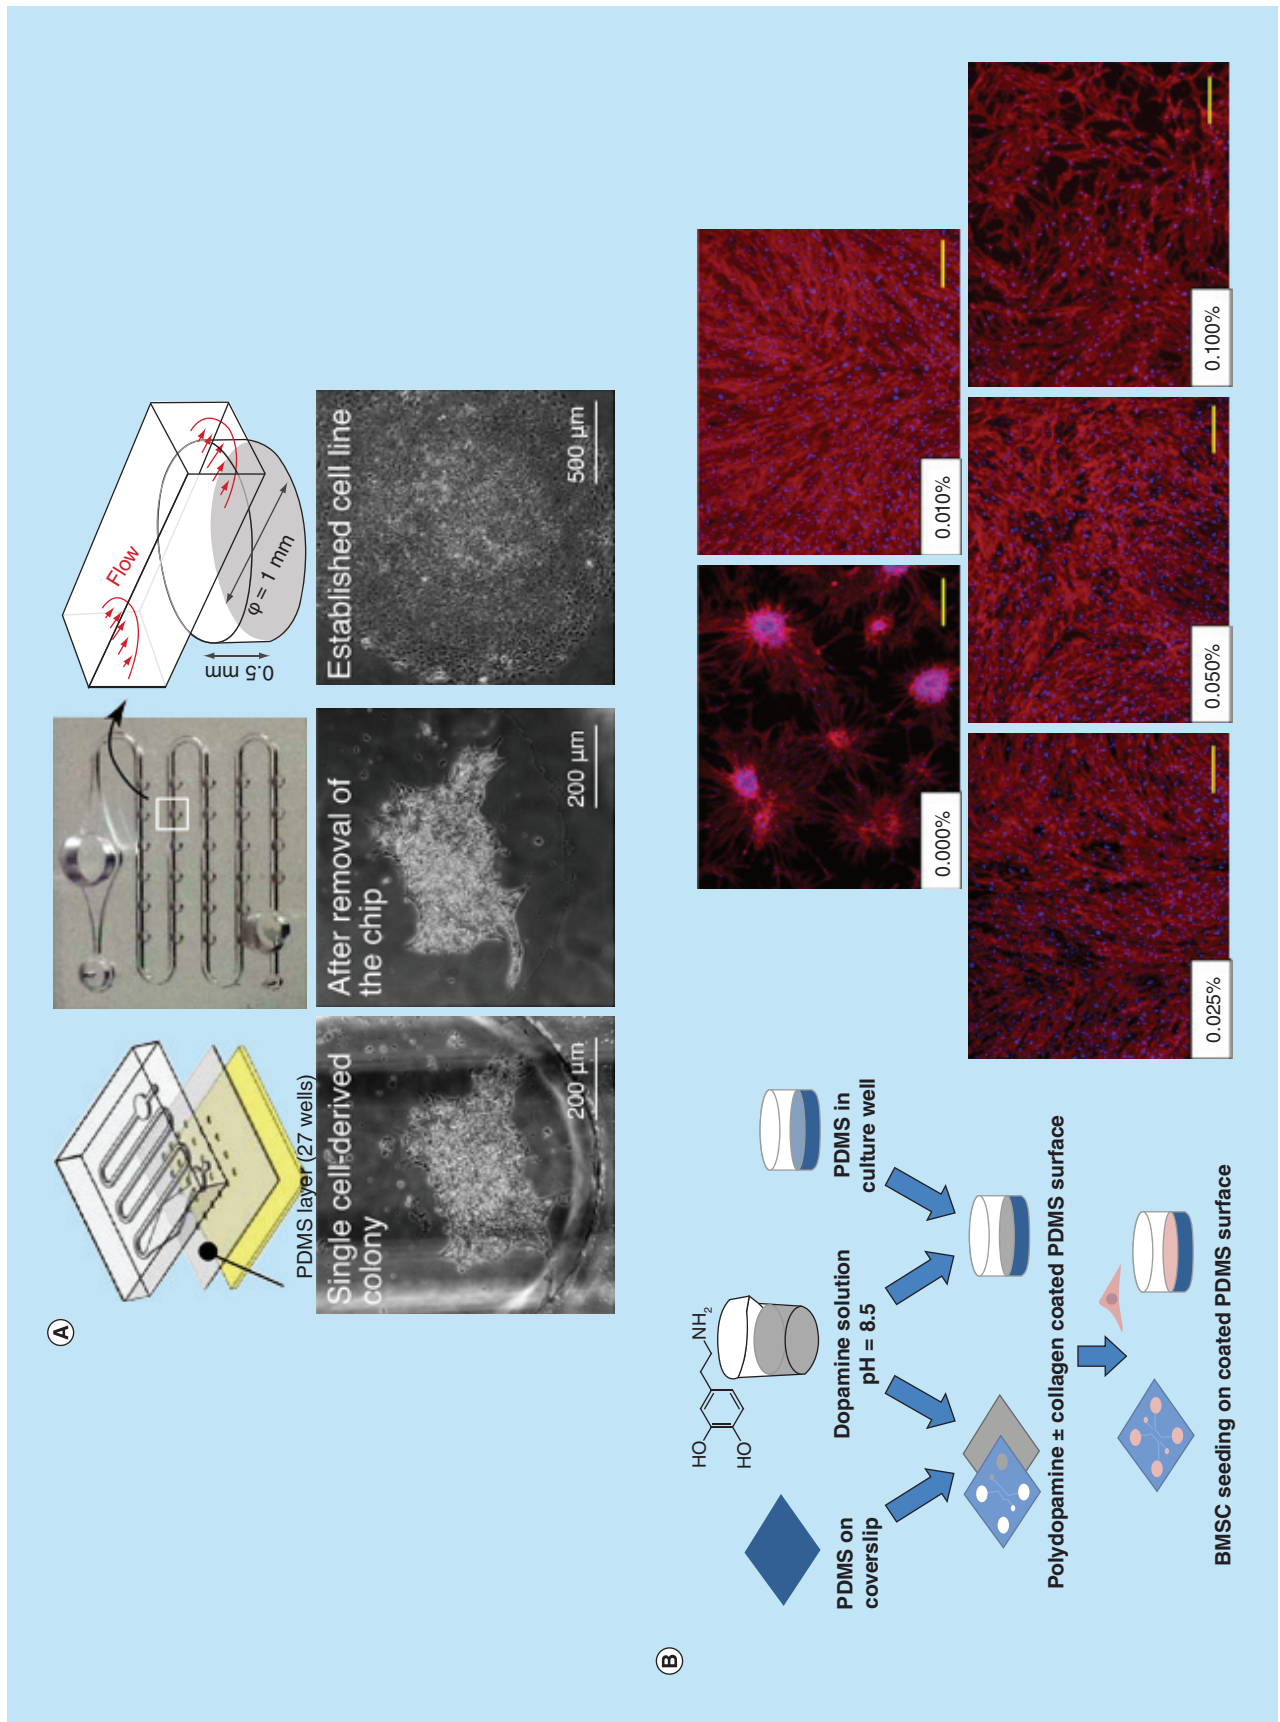 A
PDMS layer (27 wells)
Flow
0.5 mm
φ = 1 mm
Single cell-derived
colony
200 μm
After removal of
the chip
200 μm
Established cell line
500 μm
B
PDMS on
coverslip
HO
HO
NH2
Dopamine solution
pH = 8.5
PDMS in
culture well
Polydopamine ± collagen coated PDMS surface
BMSC seeding on coated PDMS surface
0.000%
0.010%
0.025%
0.050%
0.100%